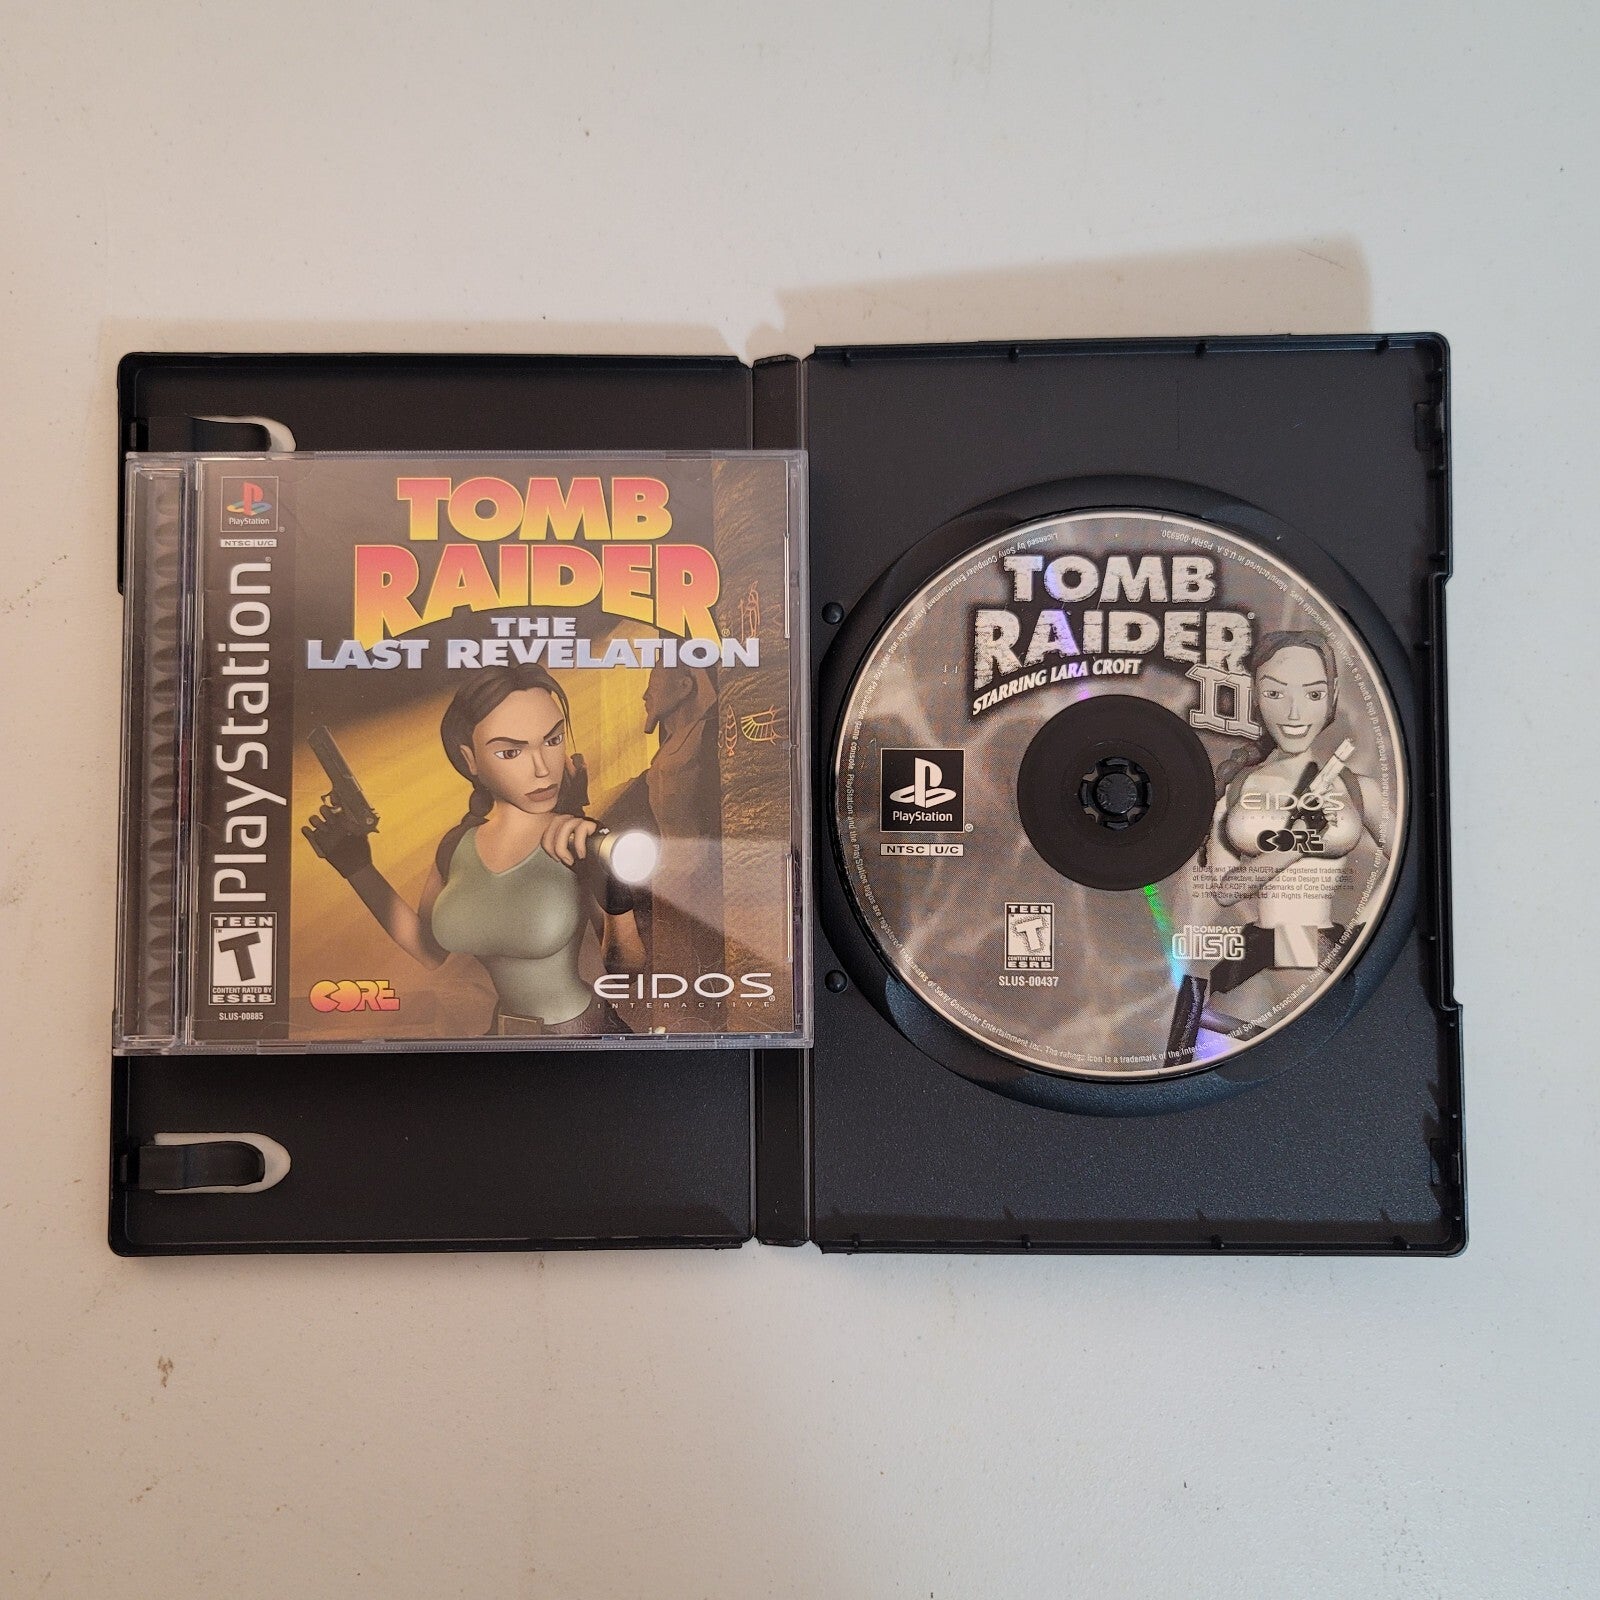 PlayStation
NTSC U/C
PlayStation®
TEEN
T
CONTENT RATED BY
ESRB
SLUS-00885
TOMB
RAIDER
THE
LAST REVELATION
CORE
EIDOS
INTERACTIVE®
TOMB
RAIDER®
II
STARRING LARA CROFT
PlayStation
NTSC U/C
EIDOS
INTERACTIVE
CORE
TEEN
T
CONTENT RATED BY
ESRB
SLUS-00437
COMPACT
disc